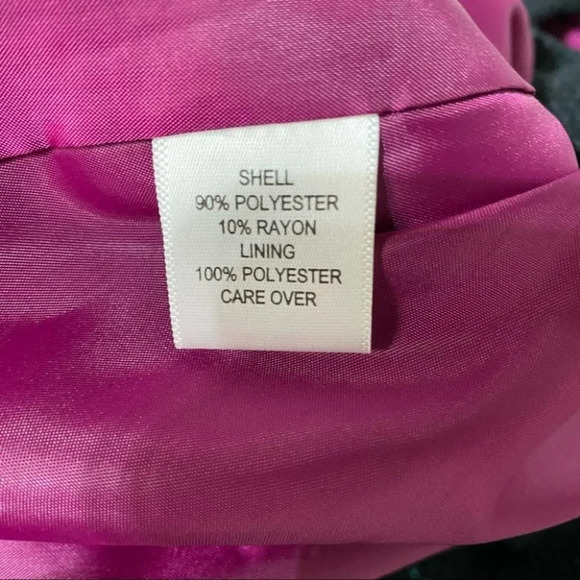 SHELL
90% POLYESTER
10% RAYON
LINING
100% POLYESTER
CARE OVER